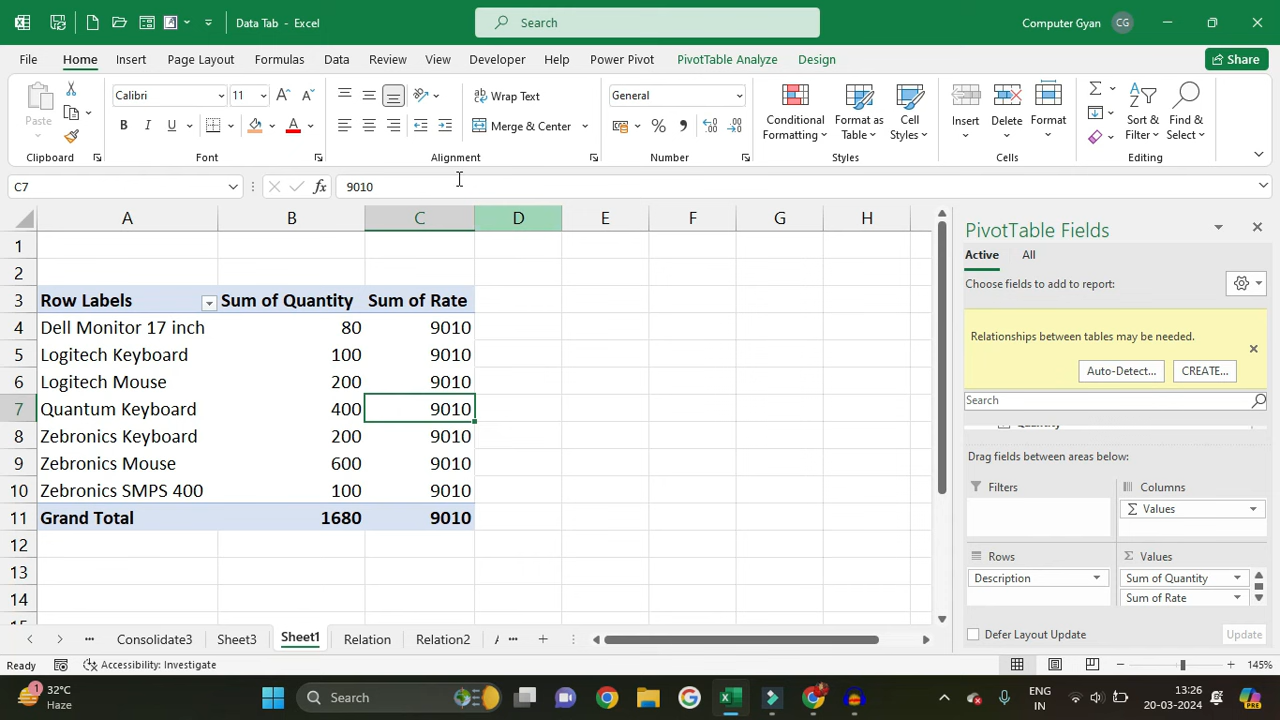 Data Tab - Excel
Search
Computer Gyan
CG
File
Home
Insert
Page Layout
Formulas
Data
Review
View
Developer
Help
Power Pivot
PivotTable Analyze
Design
Share
Paste
Calibri
11
B I U
Wrap Text
Merge & Center
General
Conditional Formatting
Format as Table
Cell Styles
Insert
Delete
Format
Sort & Filter
Find & Select
Clipboard
Font
Alignment
Number
Styles
Cells
Editing
C7
fx
9010
A B C D E F G H
1
2
3 Row Labels Sum of Quantity Sum of Rate
4 Dell Monitor 17 inch 80 9010
5 Logitech Keyboard 100 9010
6 Logitech Mouse 200 9010
7 Quantum Keyboard 400 9010
8 Zebronics Keyboard 200 9010
9 Zebronics Mouse 600 9010
10 Zebronics SMPS 400 100 9010
11 Grand Total 1680 9010
12
13
14
PivotTable Fields
Active All
Choose fields to add to report:
Relationships between tables may be needed.
Auto-Detect... CREATE...
Search
Drag fields between areas below:
Filters
Columns
Σ Values
Rows
Description
Σ Values
Sum of Quantity
Sum of Rate
Defer Layout Update
Update
Consolidate3
Sheet3
Sheet1
Relation
Relation2
Ready
Accessibility: Investigate
145%
1
32°C
Haze
Search
ENG
IN
13:26
20-03-2024
PRE